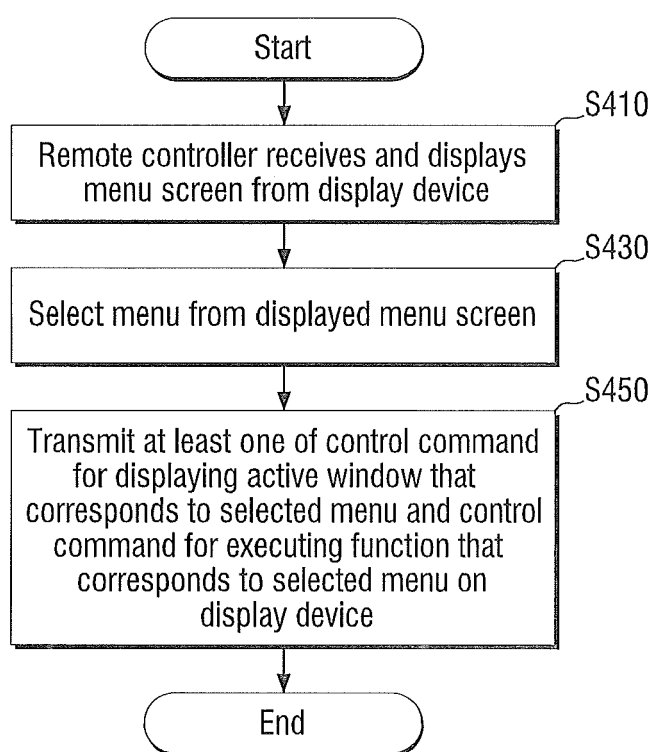 Start
S410
Remote controller receives and displays
menu screen from display device
S430
Select menu from displayed menu screen
S450
Transmit at least one of control command
for displaying active window that
corresponds to selected menu and control
command for executing function that
corresponds to selected menu on
display device
End